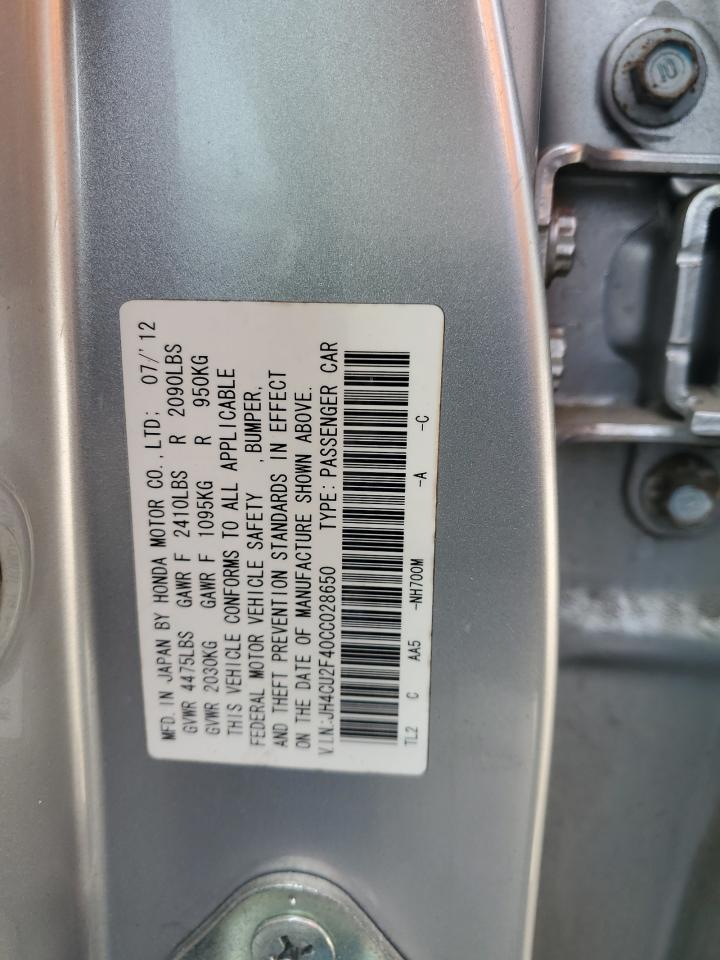 MFD. IN JAPAN BY HONDA MOTOR CO., LTD; 07/'12
GVWR 4475LBS GAWR F 2410LBS R 2090LBS
GVWR 2030KG GAWR F 1095KG R 950KG
THIS VEHICLE CONFORMS TO ALL APPLICABLE
FEDERAL MOTOR VEHICLE SAFETY , BUMPER,
AND THEFT PREVENTION STANDARDS IN EFFECT
ON THE DATE OF MANUFACTURE SHOWN ABOVE.
V.I.N.:JH4CU2F40CC028650 TYPE: PASSENGER CAR
TL2 C AA5 -NH700M -A -C